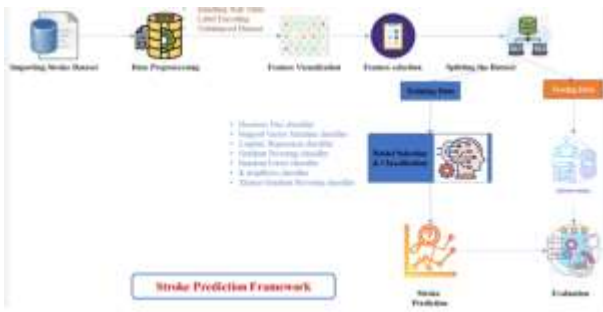 Handling Null Value
Label Encoding
Imbalanced Dataset
Importing Stroke Dataset
Data Preprocessing
Feature Visualization
Feature selection
Splitting the Dataset
Training Data
Testing Data
Decision Tree classifier
Support Vector Machine classifier
Logistic Regression classifier
Gradient Boosting classifier
Random Forest classifier
K neighbors classifier
Xtreme Gradient Boosting classifier
Model Selection
& Classification
Stroke
Prediction
Evaluation
Stroke Prediction Framework